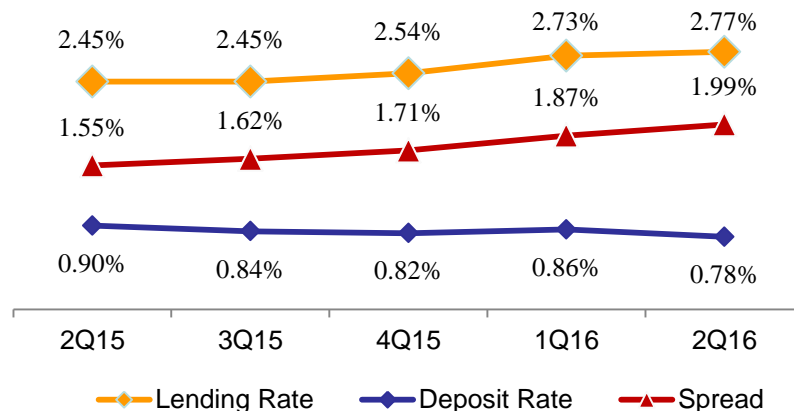 2.45% 2.45% 2.54% 2.73% 2.77%
1.55% 1.62% 1.71% 1.87% 1.99%
0.90% 0.84% 0.82% 0.86% 0.78%
2Q15 3Q15 4Q15 1Q16 2Q16
Lending Rate Deposit Rate Spread